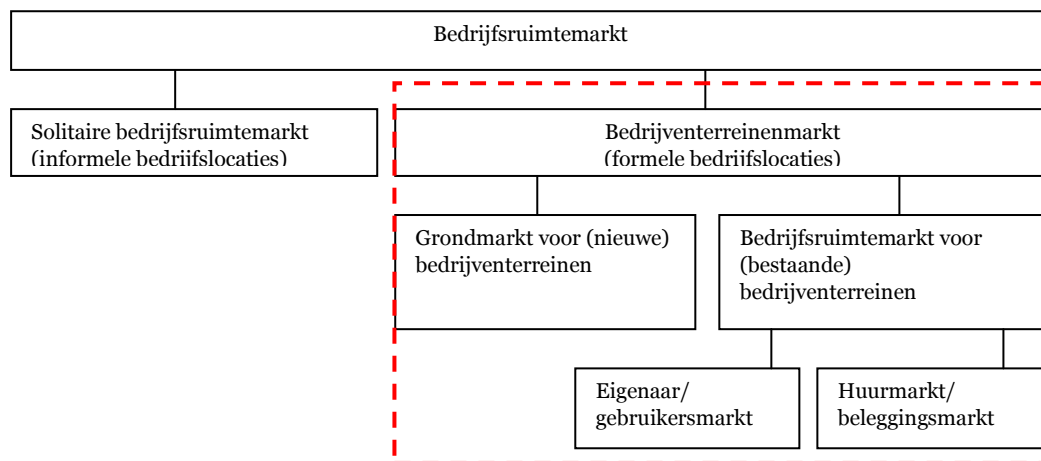 Bedrijfsruimtemarkt
Solitaire bedrijfsruimtemarkt
(informele bedrijfslocaties)
Bedrijventerreinenmarkt
(formele bedrijfslocaties)
Grondmarkt voor (nieuwe)
bedrijventerreinen
Bedrijfsruimtemarkt voor
(bestaande)
bedrijventerreinen
Eigenaar/
gebruikersmarkt
Huurmarkt/
beleggingsmarkt